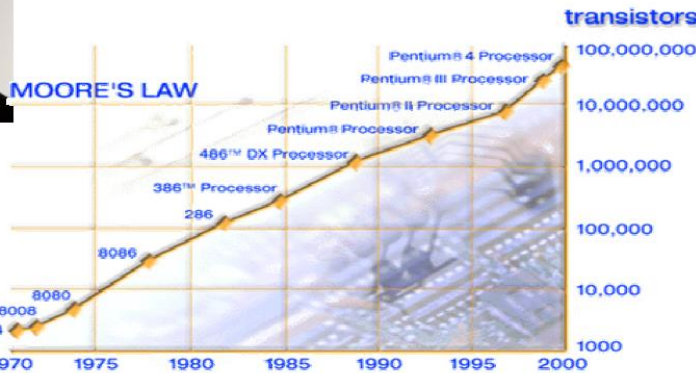 transistors
MOORE'S LAW
Pentium® 4 Processor
100,000,000
Pentium® III Processor
Pentium® II Processor
10,000,000
Pentium® Processor
486™ DX Processor
1,000,000
386™ Processor
286
100,000
8086
8080
10,000
8008
4
1000
970 1975 1980 1985 1990 1995 2000